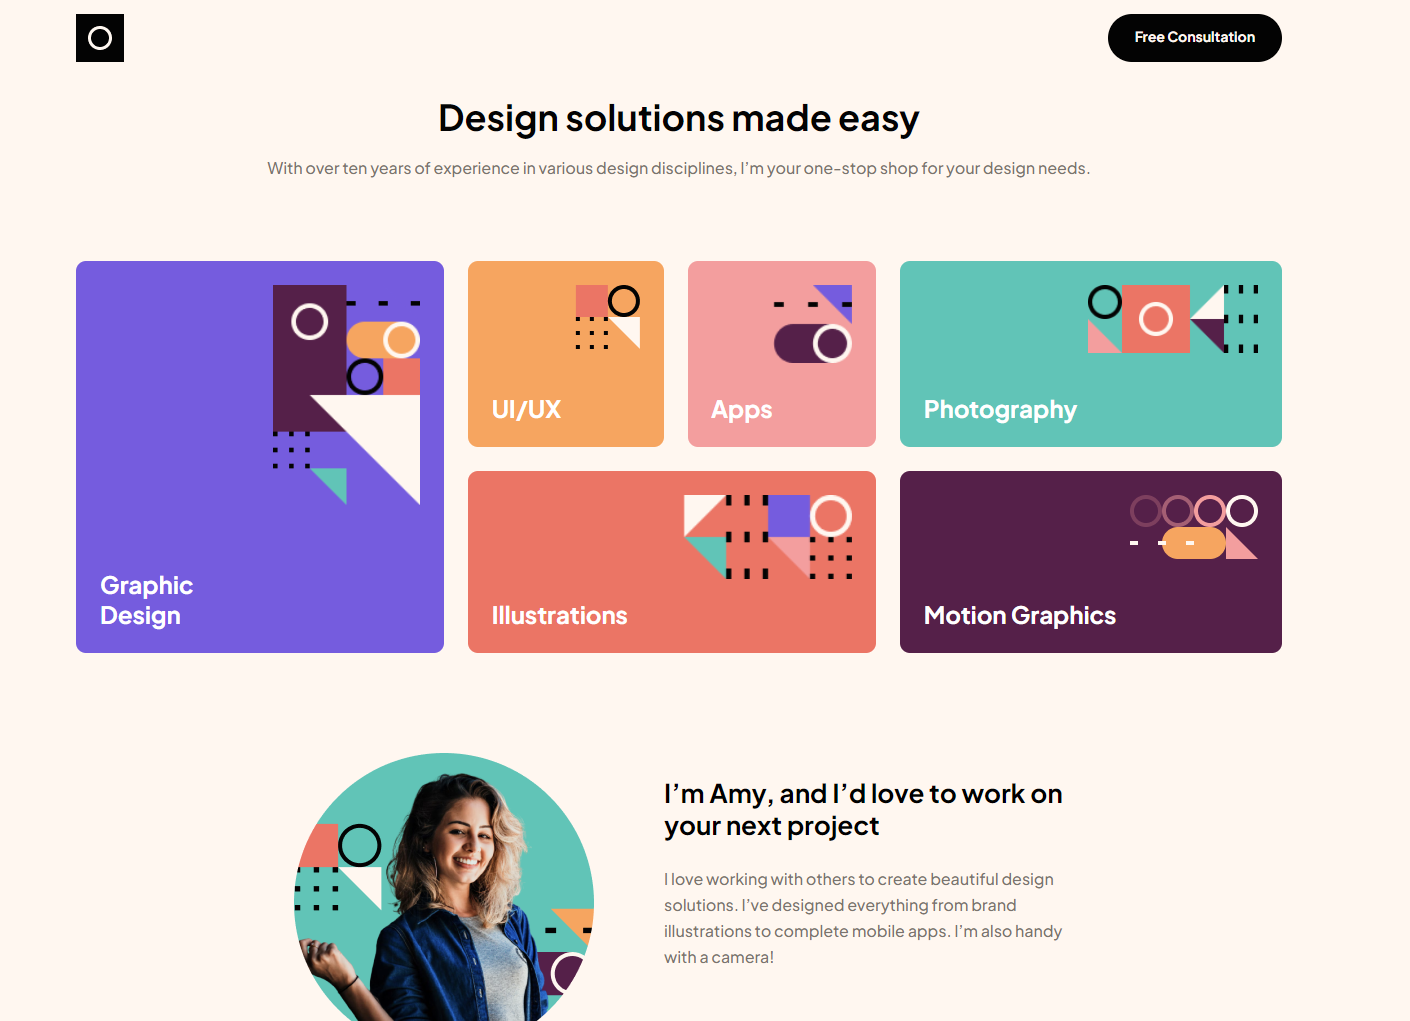 Free Consultation
Design solutions made easy
With over ten years of experience in various design disciplines, I’m your one-stop shop for your design needs.
Graphic
Design
UI/UX
Apps
Photography
Illustrations
Motion Graphics
I’m Amy, and I’d love to work on
your next project
I love working with others to create beautiful design
solutions. I’ve designed everything from brand
illustrations to complete mobile apps. I’m also handy
with a camera!